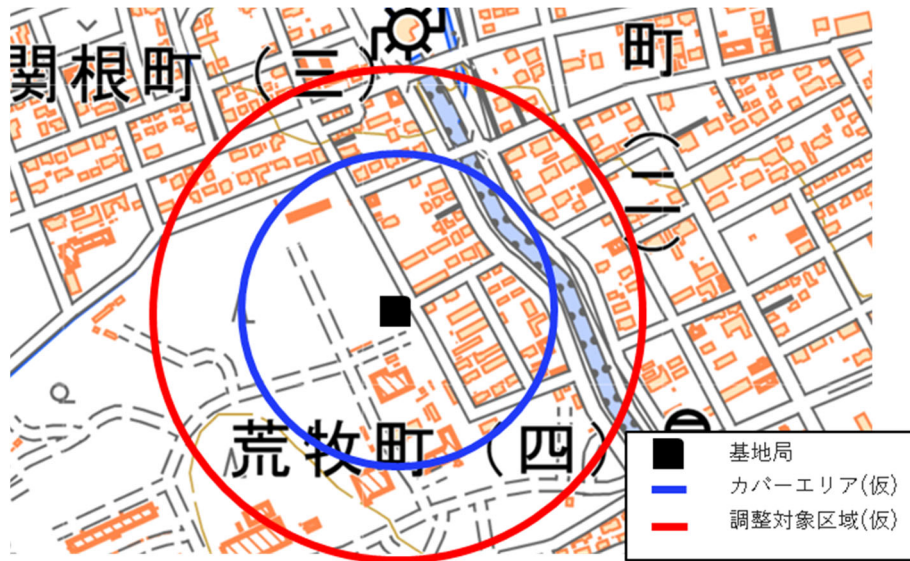 関根町(三)
町(二)
荒牧町(四)
基地局
カバーエリア(仮)
調整対象区域(仮)